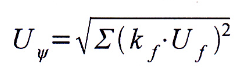 U_ψ = √Σ(k_f·U_f)²